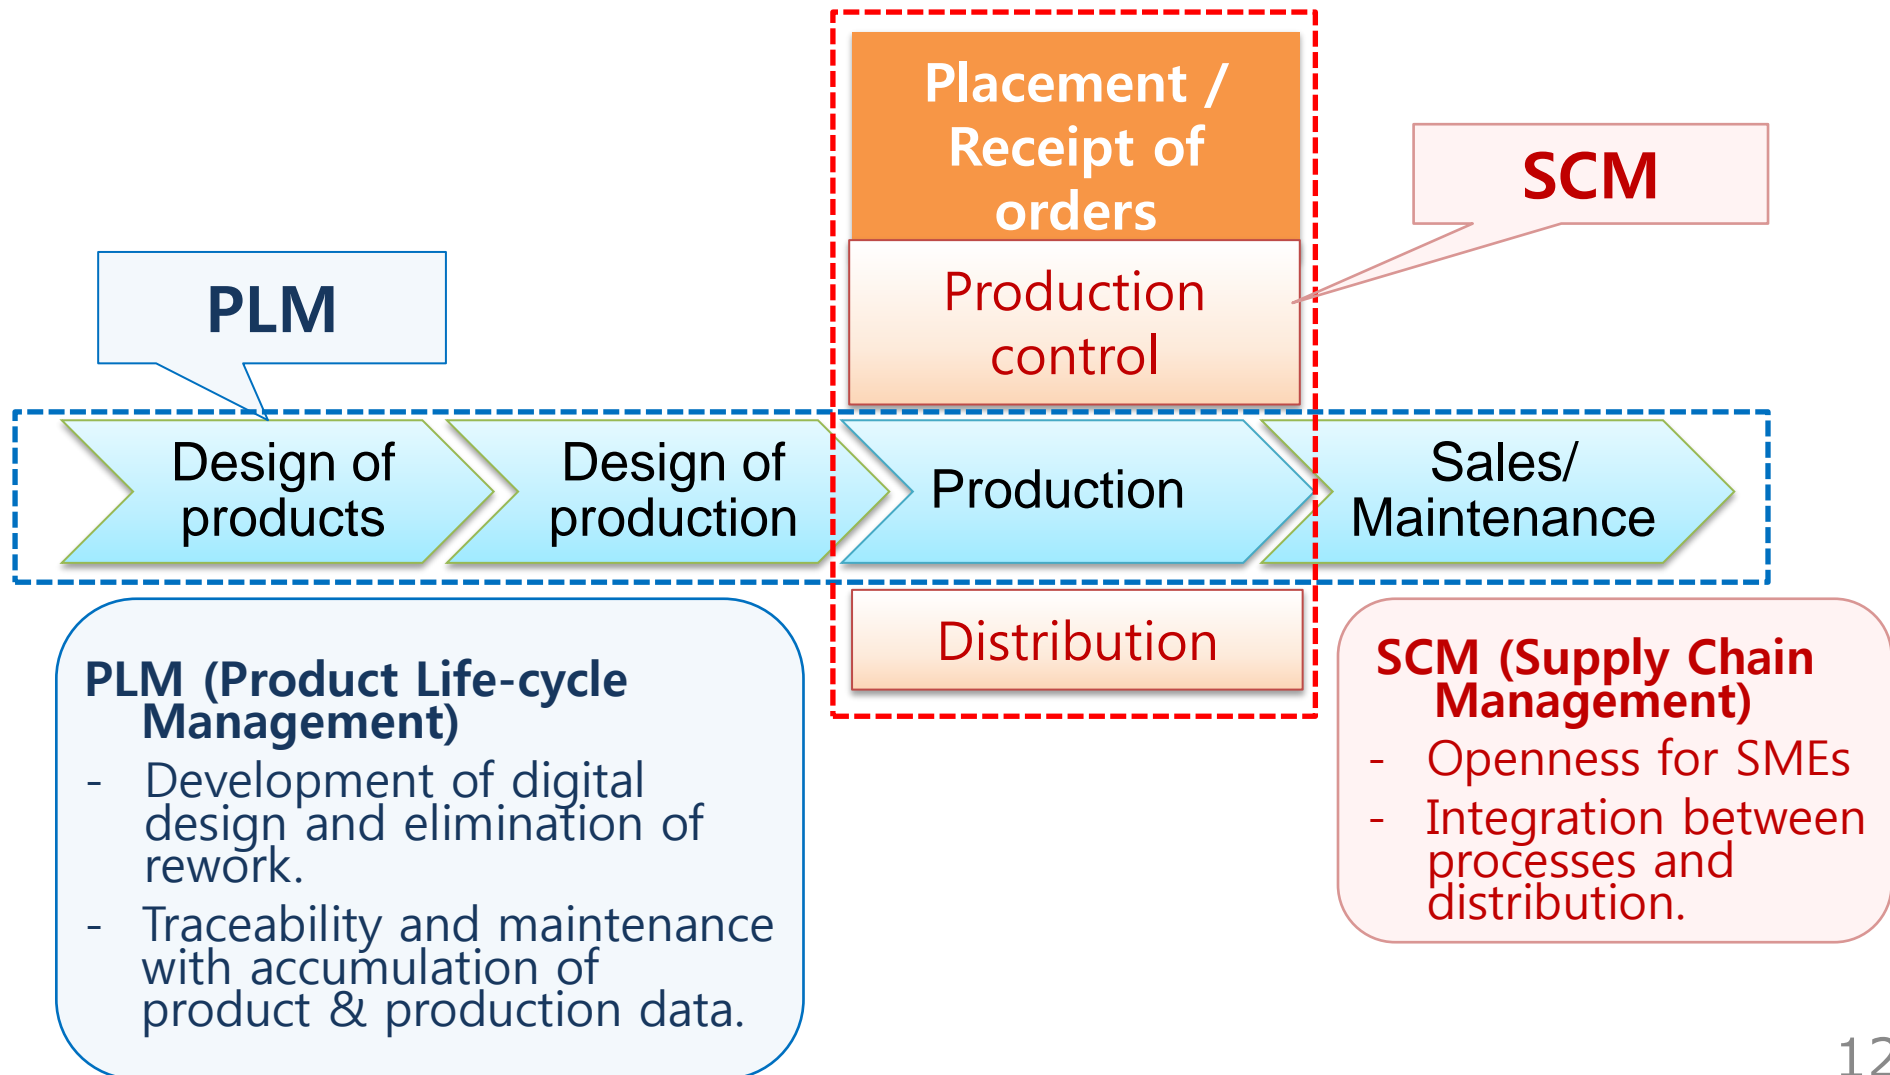 Placement /
Receipt of
orders
SCM
Production
control
PLM
Design of
products
Design of
production
Production
Sales/
Maintenance
Distribution
PLM (Product Life-cycle
Management)
- Development of digital
design and elimination of
rework.
- Traceability and maintenance
with accumulation of
product & production data.
SCM (Supply Chain
Management)
- Openness for SMEs
- Integration between
processes and
distribution.
12